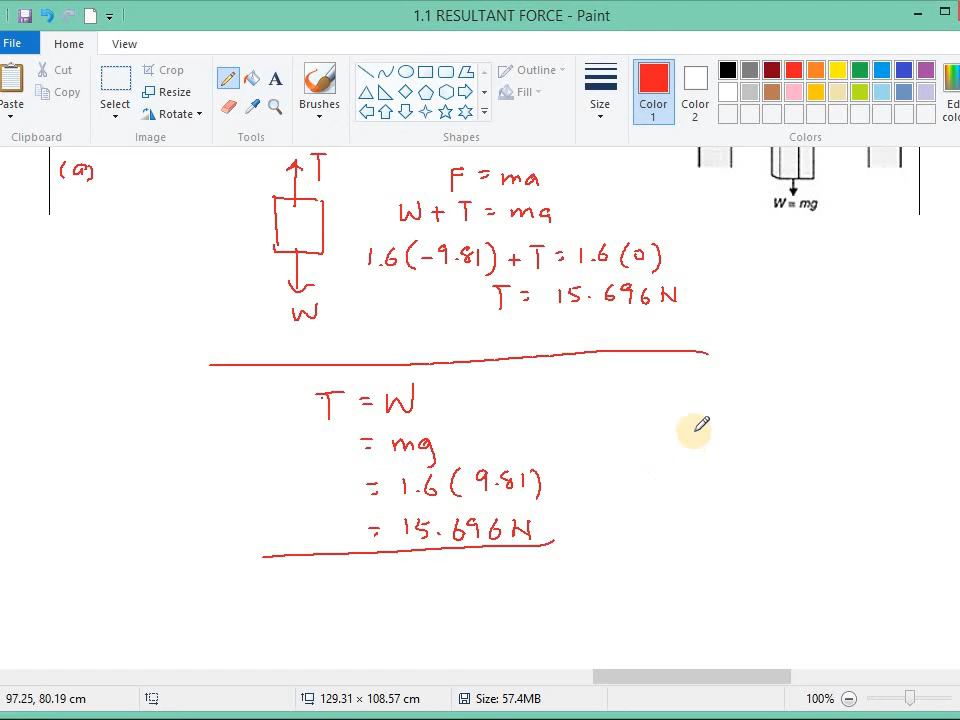 1.1 RESULTANT FORCE - Paint
File Home View
Paste
Cut
Copy
Clipboard
Select
Crop
Resize
Rotate
Image
Tools
Brushes
Shapes
Outline
Fill
Size
Color 1
Color 2
Colors
Edi
colo
(a)
T
W
F = ma
W + T = ma
1.6 (-9.81) + T = 1.6 (0)
T = 15.696 N
W = mg
T = W
= mg
= 1.6 ( 9.81)
= 15.696 N
97.25, 80.19 cm
129.31 × 108.57 cm
Size: 57.4MB
100%